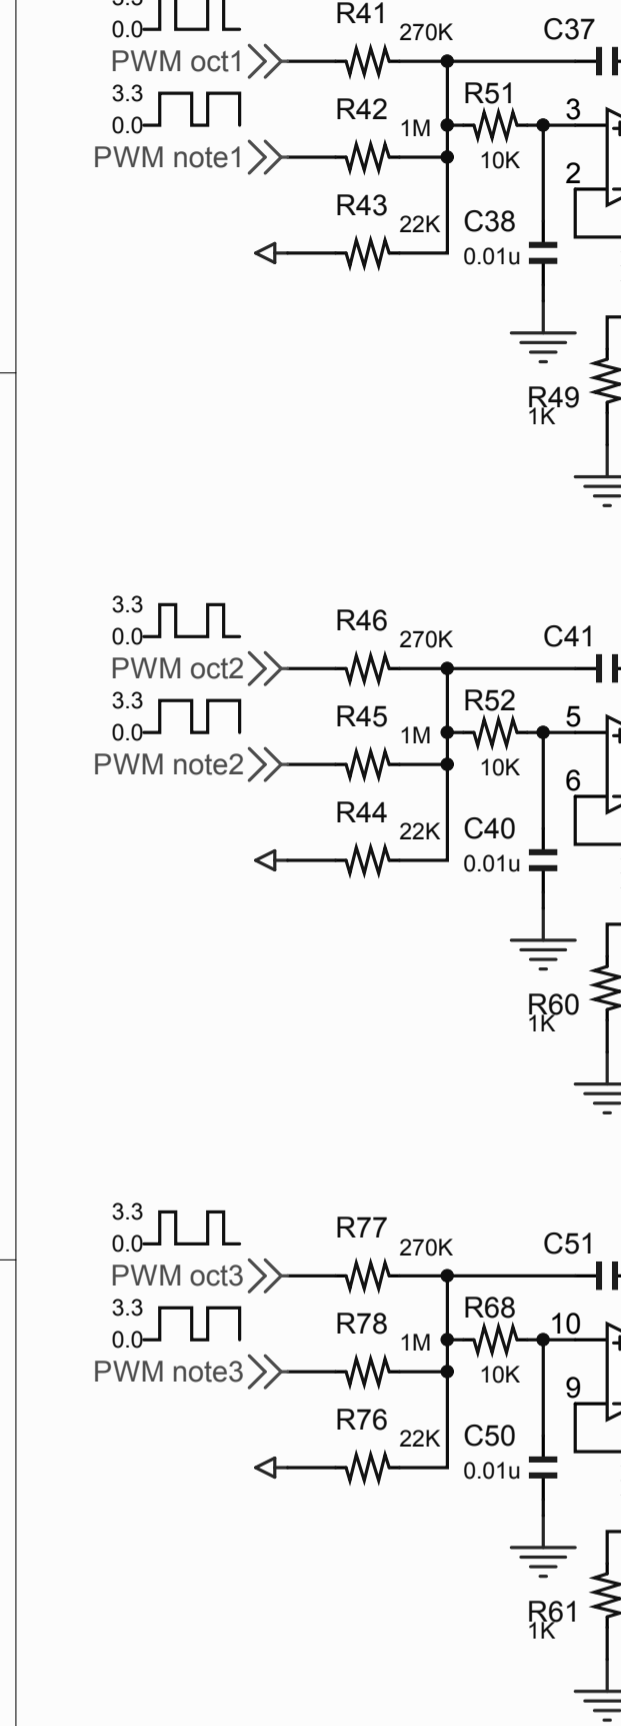 3.3
0.0
PWM oct1
R41
270K
C37
3.3
0.0
PWM note1
R42
1M
R51
10K
3
2
R43
22K
C38
0.01u
R49
1K
3.3
0.0
PWM oct2
R46
270K
C41
3.3
0.0
PWM note2
R45
1M
R52
10K
5
6
R44
22K
C40
0.01u
R60
1K
3.3
0.0
PWM oct3
R77
270K
C51
3.3
0.0
PWM note3
R78
1M
R68
10K
10
9
R76
22K
C50
0.01u
R61
1K